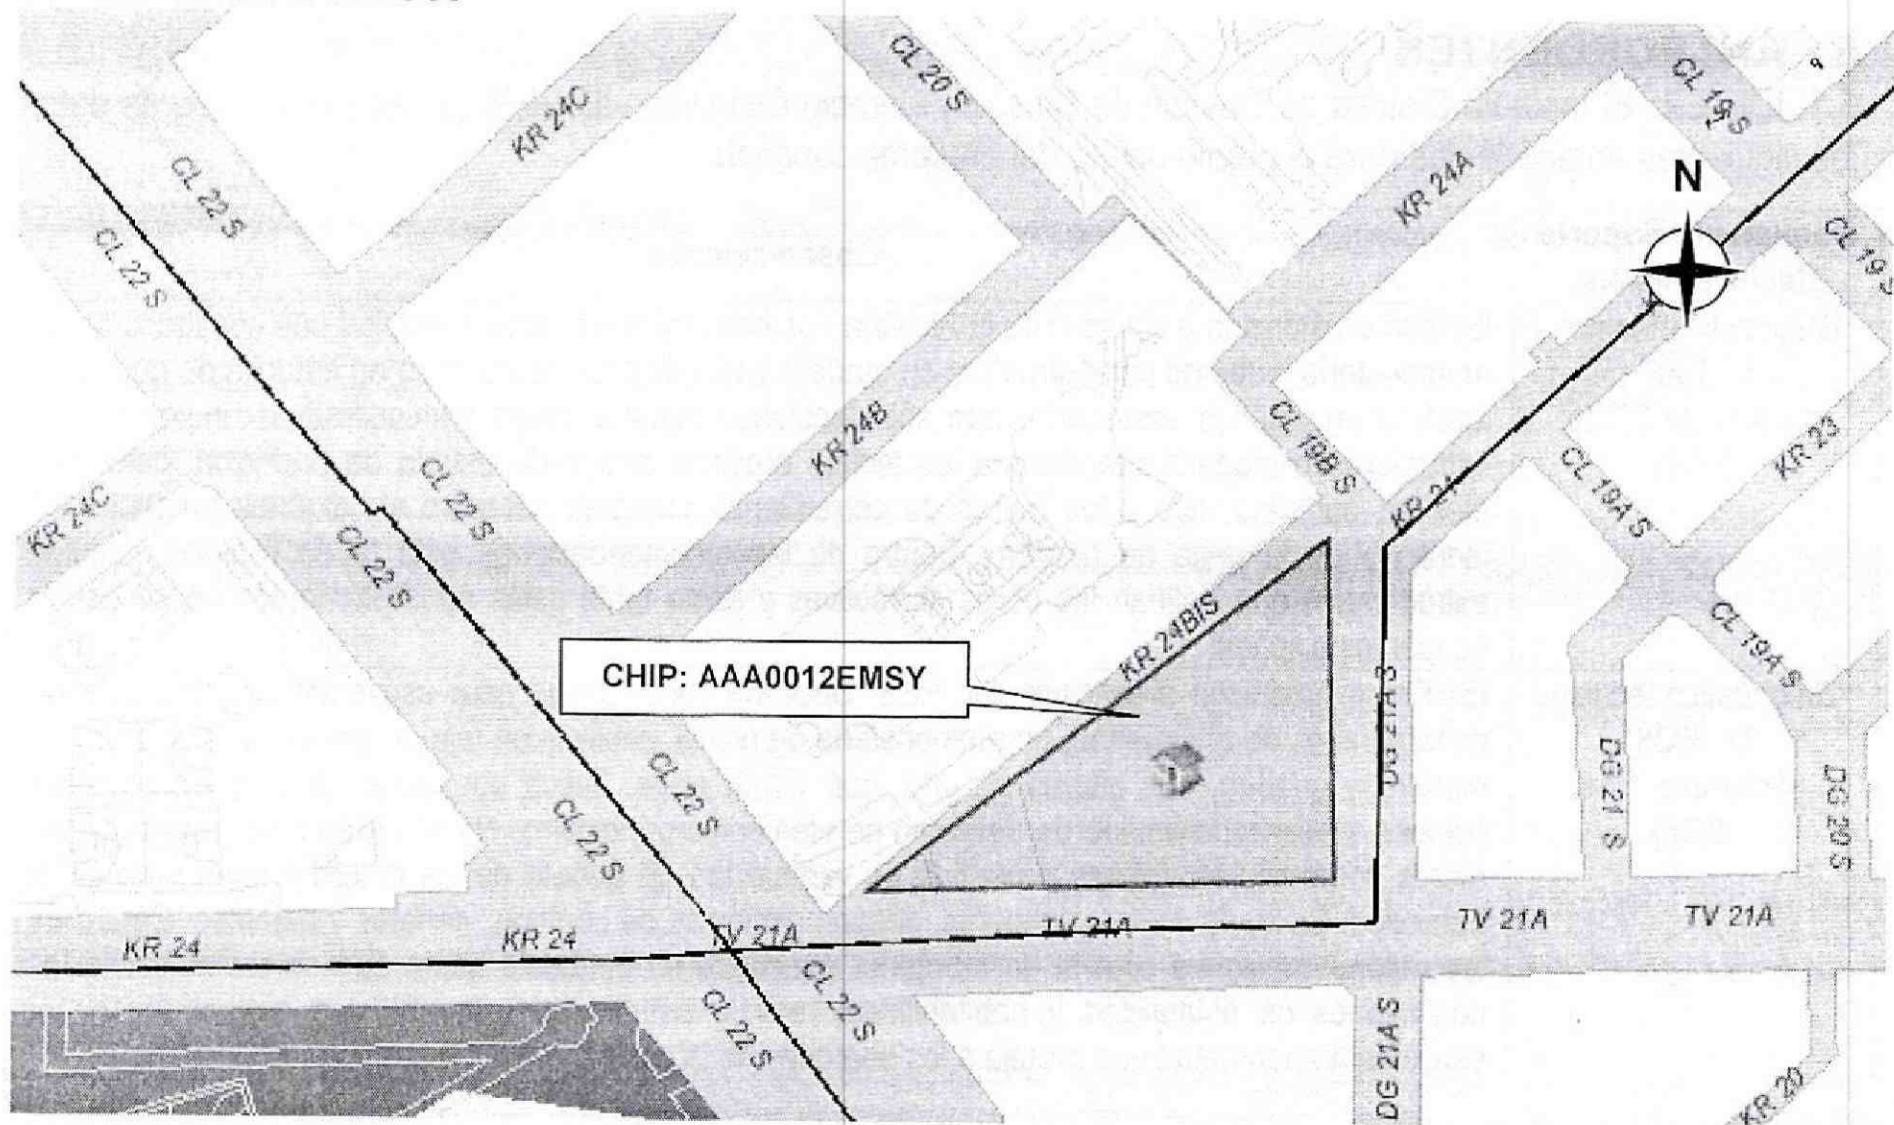 CL 20 S
CL 19 S
KR 24C
KR 24A
N
CL 22 S
CL 22 S
CL 19 S
KR 24B
CL 19B S
KR 23
KR 24C
CL 22 S
CL 22 S
KR 24
CL 19A S
KR 24BIS
CL 19A S
CHIP: AAA0012EMSY
DG 21A S
DG 21 S
DG 20 S
CL 22 S
CL 22 S
KR 24
KR 24
TV 21A
TV 21A
TV 21A
TV 21A
CL 22 S
CL 22 S
DG 21A S
KR 20